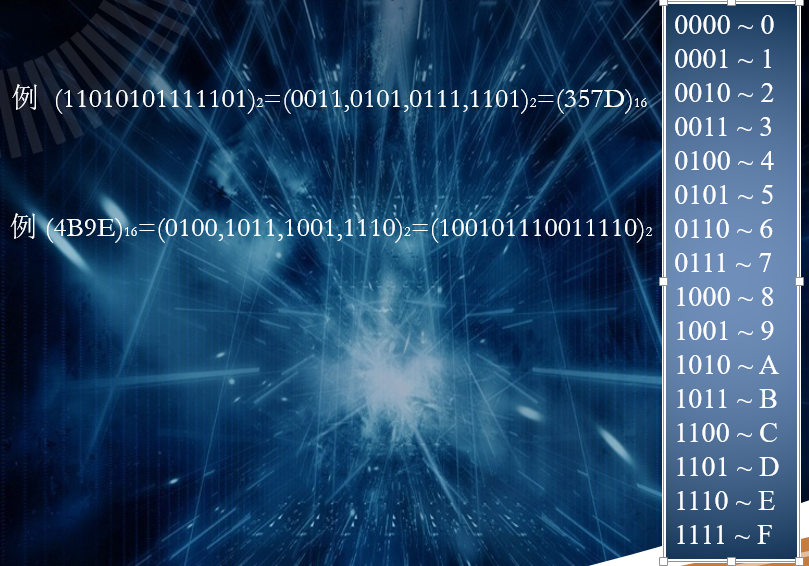 例 (11010101111101)₂=(0011,0101,0111,1101)₂=(357D)₁₆
例 (4B9E)₁₆=(0100,1011,1001,1110)₂=(100101110011110)₂
0000 ~ 0
0001 ~ 1
0010 ~ 2
0011 ~ 3
0100 ~ 4
0101 ~ 5
0110 ~ 6
0111 ~ 7
1000 ~ 8
1001 ~ 9
1010 ~ A
1011 ~ B
1100 ~ C
1101 ~ D
1110 ~ E
1111 ~ F